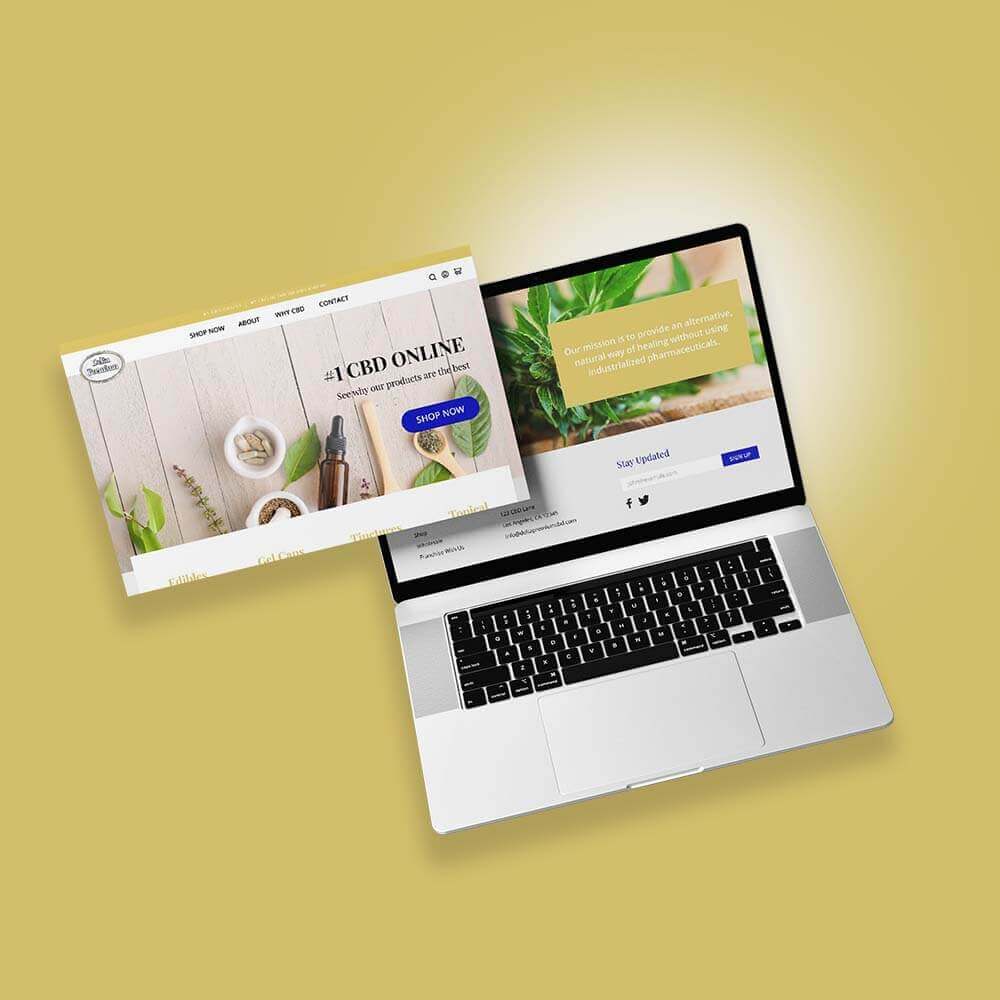 SHOP NOW ABOUT WHY CBD CONTACT
#1 CBD ONLINE
See why our products are the best
SHOP NOW
Edibles Gel Caps Tinctures Topical
Our mission is to provide an alternative,
natural way of healing without using
industrialized pharmaceuticals.
Stay Updated
SIGN UP
Shop
Wholesale
Franchise With Us
123 CBD Lane
Los Angeles, CA 12345